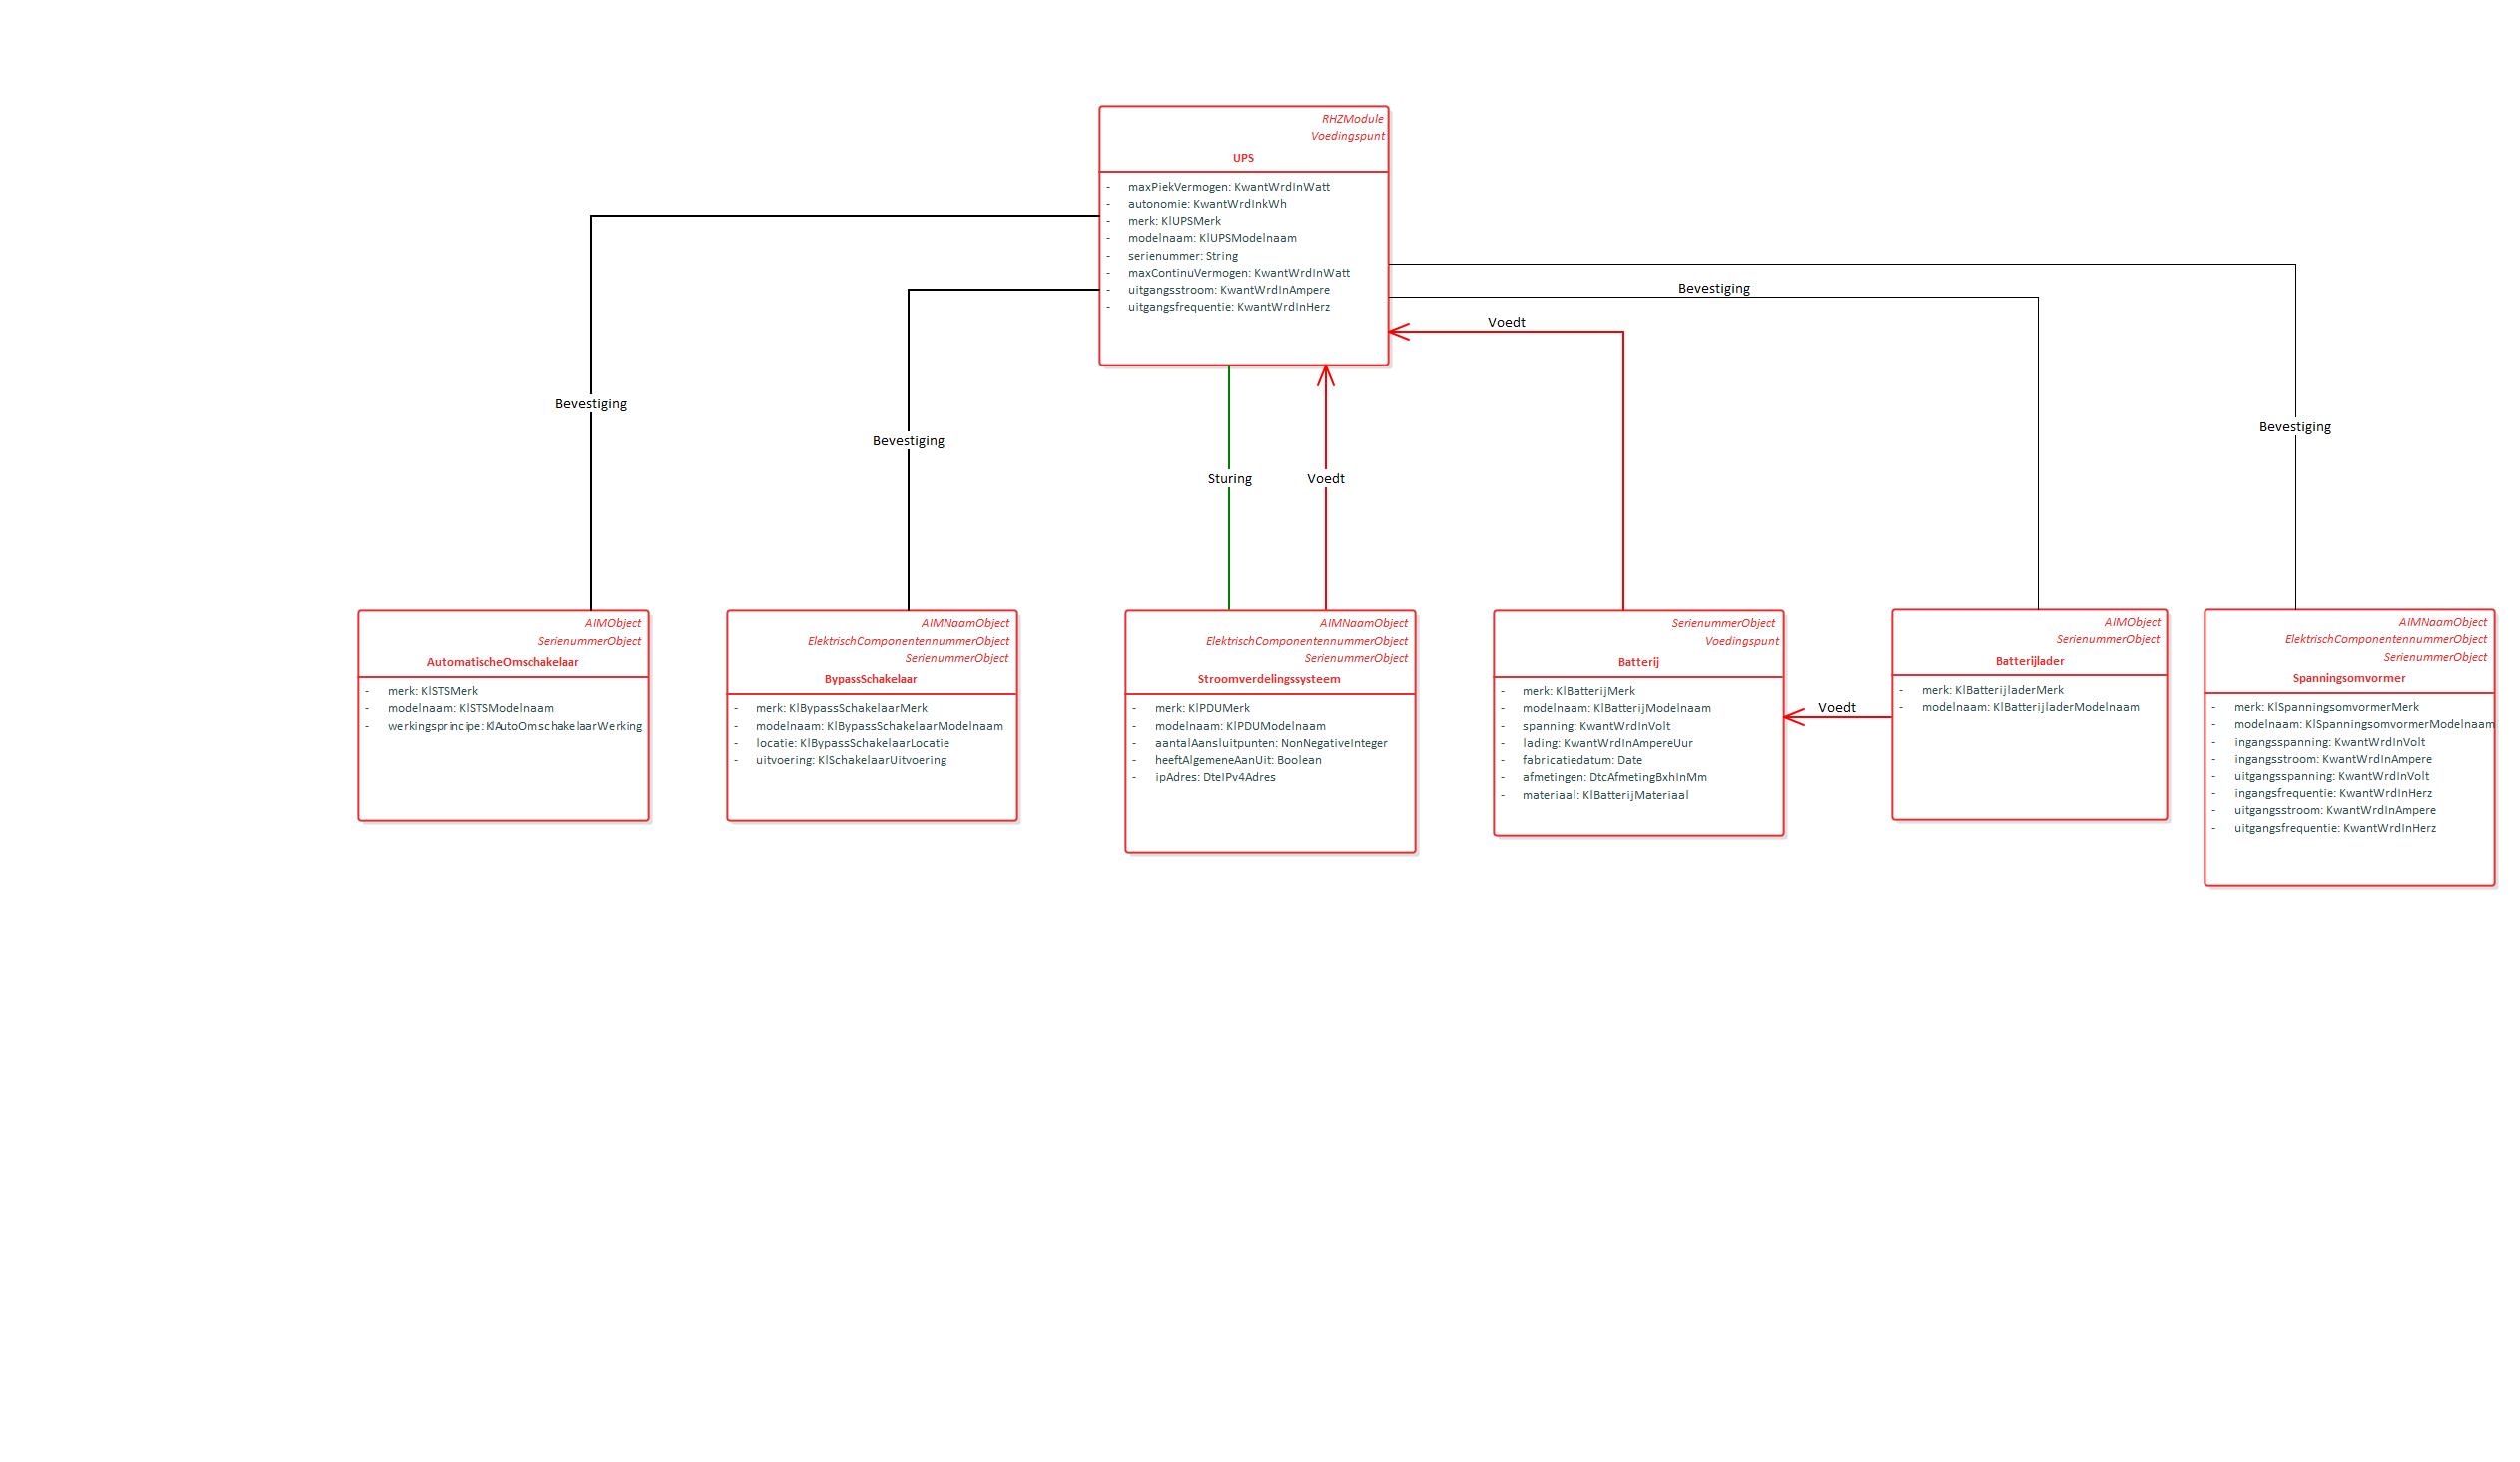 RHZModule
Voedingspunt
UPS
- maxPiekVermogen: KwantWrdInWatt
- autonomie: KwantWrdInkWh
- merk: KlUPSMerk
- modelnaam: KlUPSModelnaam
- serienummer: String
- maxContinuVermogen: KwantWrdInWatt
- uitgangsstroom: KwantWrdInAmpere
- uitgangsfrequentie: KwantWrdInHerz
Bevestiging
Voedt
Bevestiging
Bevestiging
Bevestiging
Sturing
Voedt
AIMObject
SerienummerObject
AutomatischeOmschakelaar
- merk: KlSTSMerk
- modelnaam: KlSTSModelnaam
- werkingsprincipe: KlAutoOmschakelaarWerking
AIMNaamObject
ElektrischComponentennummerObject
SerienummerObject
BypassSchakelaar
- merk: KlBypassSchakelaarMerk
- modelnaam: KlBypassSchakelaarModelnaam
- locatie: KlBypassSchakelaarLocatie
- uitvoering: KlSchakelaarUitvoering
AIMNaamObject
ElektrischComponentennummerObject
SerienummerObject
Stroomverdelingssysteem
- merk: KlPDUMerk
- modelnaam: KlPDUModelnaam
- aantalAansluitpunten: NonNegativeInteger
- heeftAlgemeneAanUit: Boolean
- ipAdres: DteIPv4Adres
SerienummerObject
Voedingspunt
Batterij
- merk: KlBatterijMerk
- modelnaam: KlBatterijModelnaam
- spanning: KwantWrdInVolt
- lading: KwantWrdInAmpereUur
- fabricatiedatum: Date
- afmetingen: DtcAfmetingBxhInMm
- materiaal: KlBatterijMateriaal
Voedt
AIMObject
SerienummerObject
Batterijlader
- merk: KlBatterijladerMerk
- modelnaam: KlBatterijladerModelnaam
AIMNaamObject
ElektrischComponentennummerObject
SerienummerObject
Spanningsomvormer
- merk: KlSpanningsomvormerMerk
- modelnaam: KlSpanningsomvormerModelnaam
- ingangsspanning: KwantWrdInVolt
- ingangsstroom: KwantWrdInAmpere
- uitgangsspanning: KwantWrdInVolt
- ingangsfrequentie: KwantWrdInHerz
- uitgangsstroom: KwantWrdInAmpere
- uitgangsfrequentie: KwantWrdInHerz